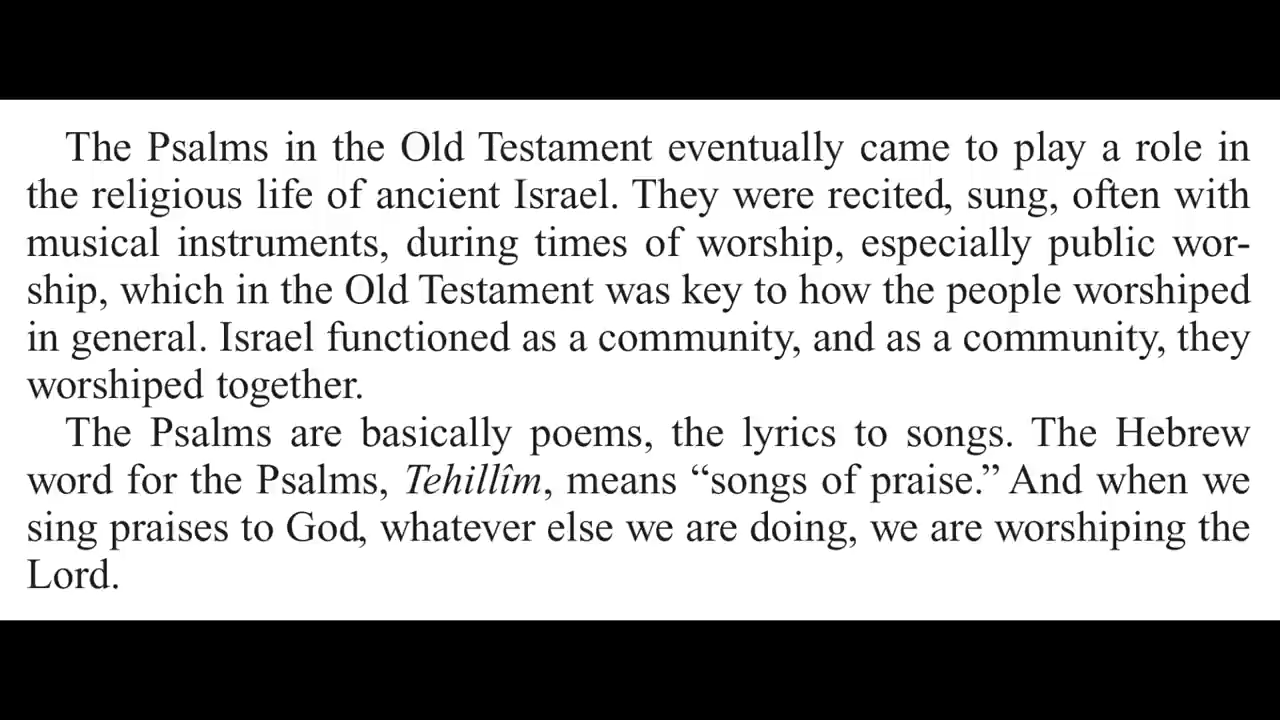 The Psalms in the Old Testament eventually came to play a role in
the religious life of ancient Israel. They were recited, sung, often with
musical instruments, during times of worship, especially public wor-
ship, which in the Old Testament was key to how the people worshiped
in general. Israel functioned as a community, and as a community, they
worshiped together.
The Psalms are basically poems, the lyrics to songs. The Hebrew
word for the Psalms, Tehillîm, means “songs of praise.” And when we
sing praises to God, whatever else we are doing, we are worshiping the
Lord.